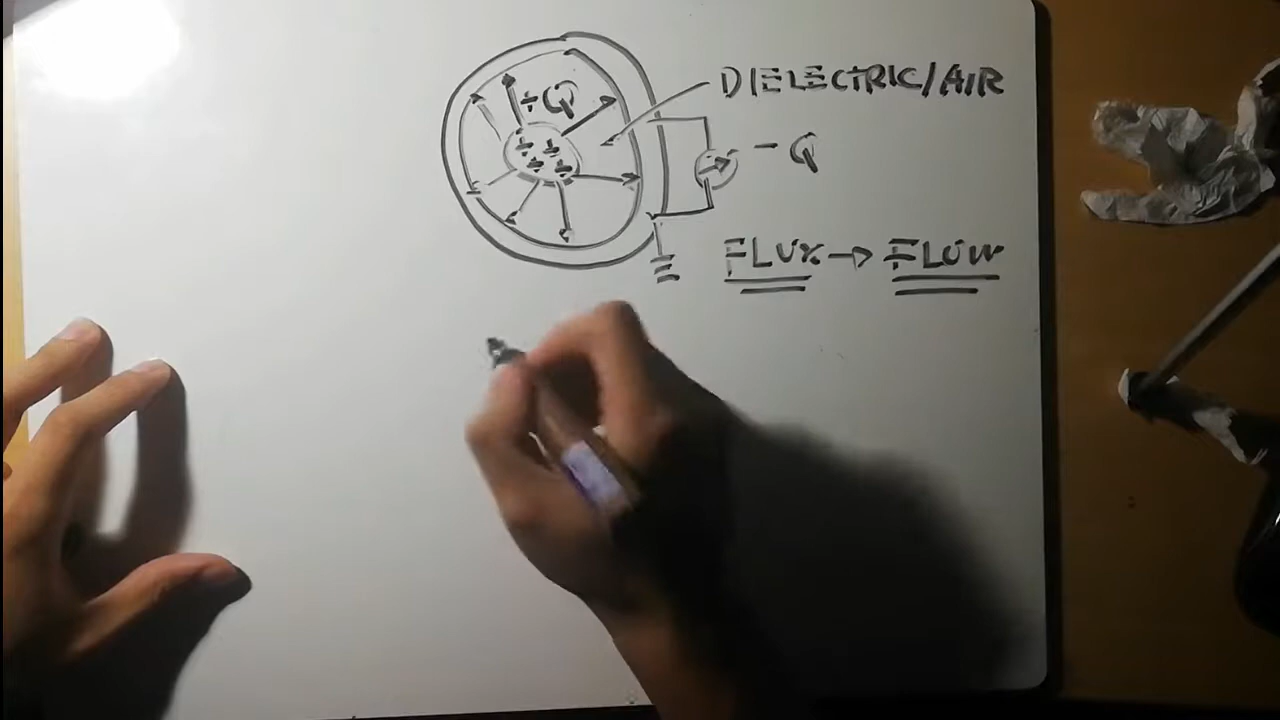 +Q
+ + + +
DIELECTRIC/AIR
-Q
FLUX → FLOW